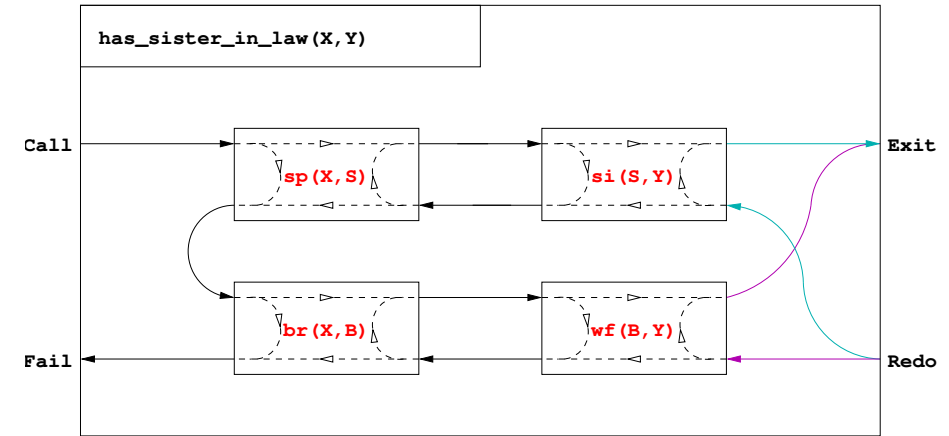 has_sister_in_law(X,Y)
Call
Exit
sp(X,S)
si(S,Y)
br(X,B)
wf(B,Y)
Fail
Redo